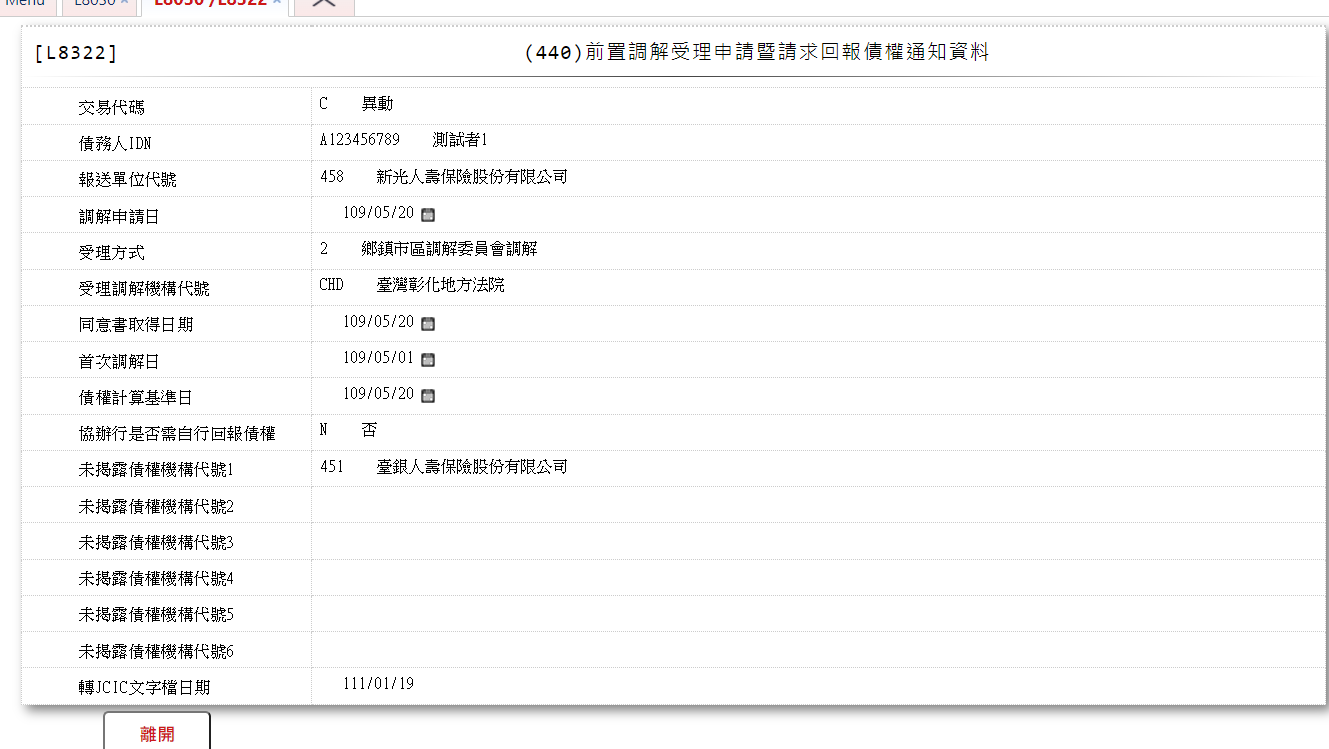 Menu L8030 × L8030 /L8322 ×
[L8322] (440)前置調解受理申請暨請求回報債權通知資料
交易代碼 C 異動
債務人IDN A123456789 測試者1
報送單位代號 458 新光人壽保險股份有限公司
調解申請日 109/05/20
受理方式 2 鄉鎮市區調解委員會調解
受理調解機構代號 CHD 臺灣彰化地方法院
同意書取得日期 109/05/20
首次調解日 109/05/01
債權計算基準日 109/05/20
協辦行是否需自行回報債權 N 否
未揭露債權機構代號1 451 臺銀人壽保險股份有限公司
未揭露債權機構代號2
未揭露債權機構代號3
未揭露債權機構代號4
未揭露債權機構代號5
未揭露債權機構代號6
轉JCIC文字檔日期 111/01/19
離開